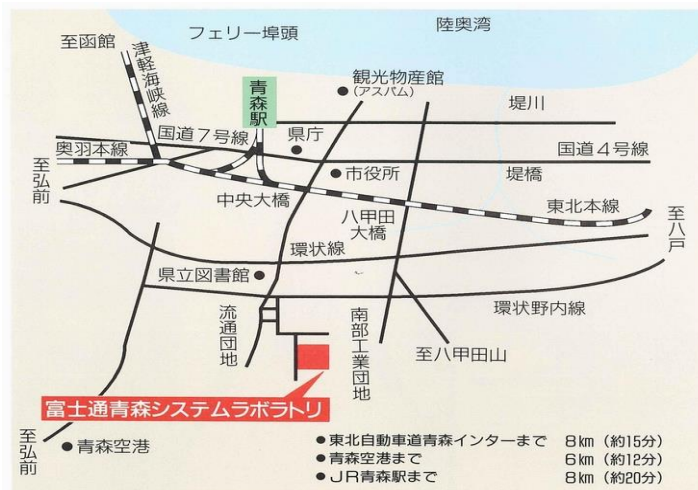 陸奥湾
フェリー埠頭
至函館
津軽海峡線
青森駅
観光物産館
(アスパム)
堤川
国道7号線
県庁
奥羽本線
国道4号線
至弘前
市役所
堤橋
中央大橋
八甲田
大橋
東北本線
至八戸
環状線
県立図書館
環状野内線
流通団地
南部工業団地
至八甲田山
富士通青森システムラボラトリ
至弘前
青森空港
●東北自動車道青森インターまで 8km(約15分)
●青森空港まで 6km(約12分)
●JR青森駅まで 8km(約20分)